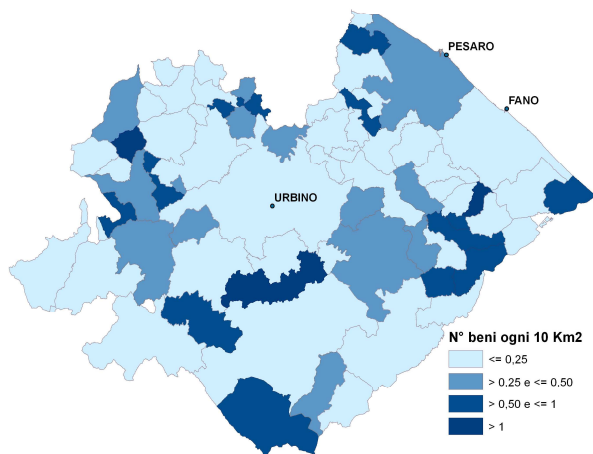 PESARO
FANO
URBINO
N° beni ogni 10 Km2
<= 0,25
> 0,25 e <= 0.50
> 0,50 e <= 1
> 1